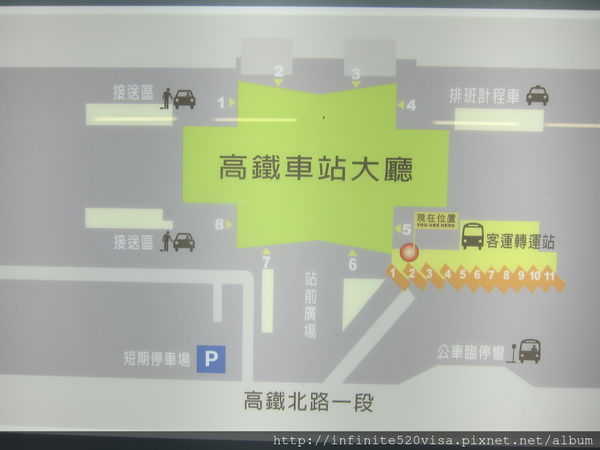 2
3
接送區
1
4
排班計程車
高鐵車站大廳
現在位置
YOU ARE HERE
8
5
接送區
客運轉運站
7
6
1 2 3 4 5 6 7 8 9 10 11
站前廣場
短期停車場 P
公車臨停彎
高鐵北路一段
http://infinite520visa.pixnet.net/album